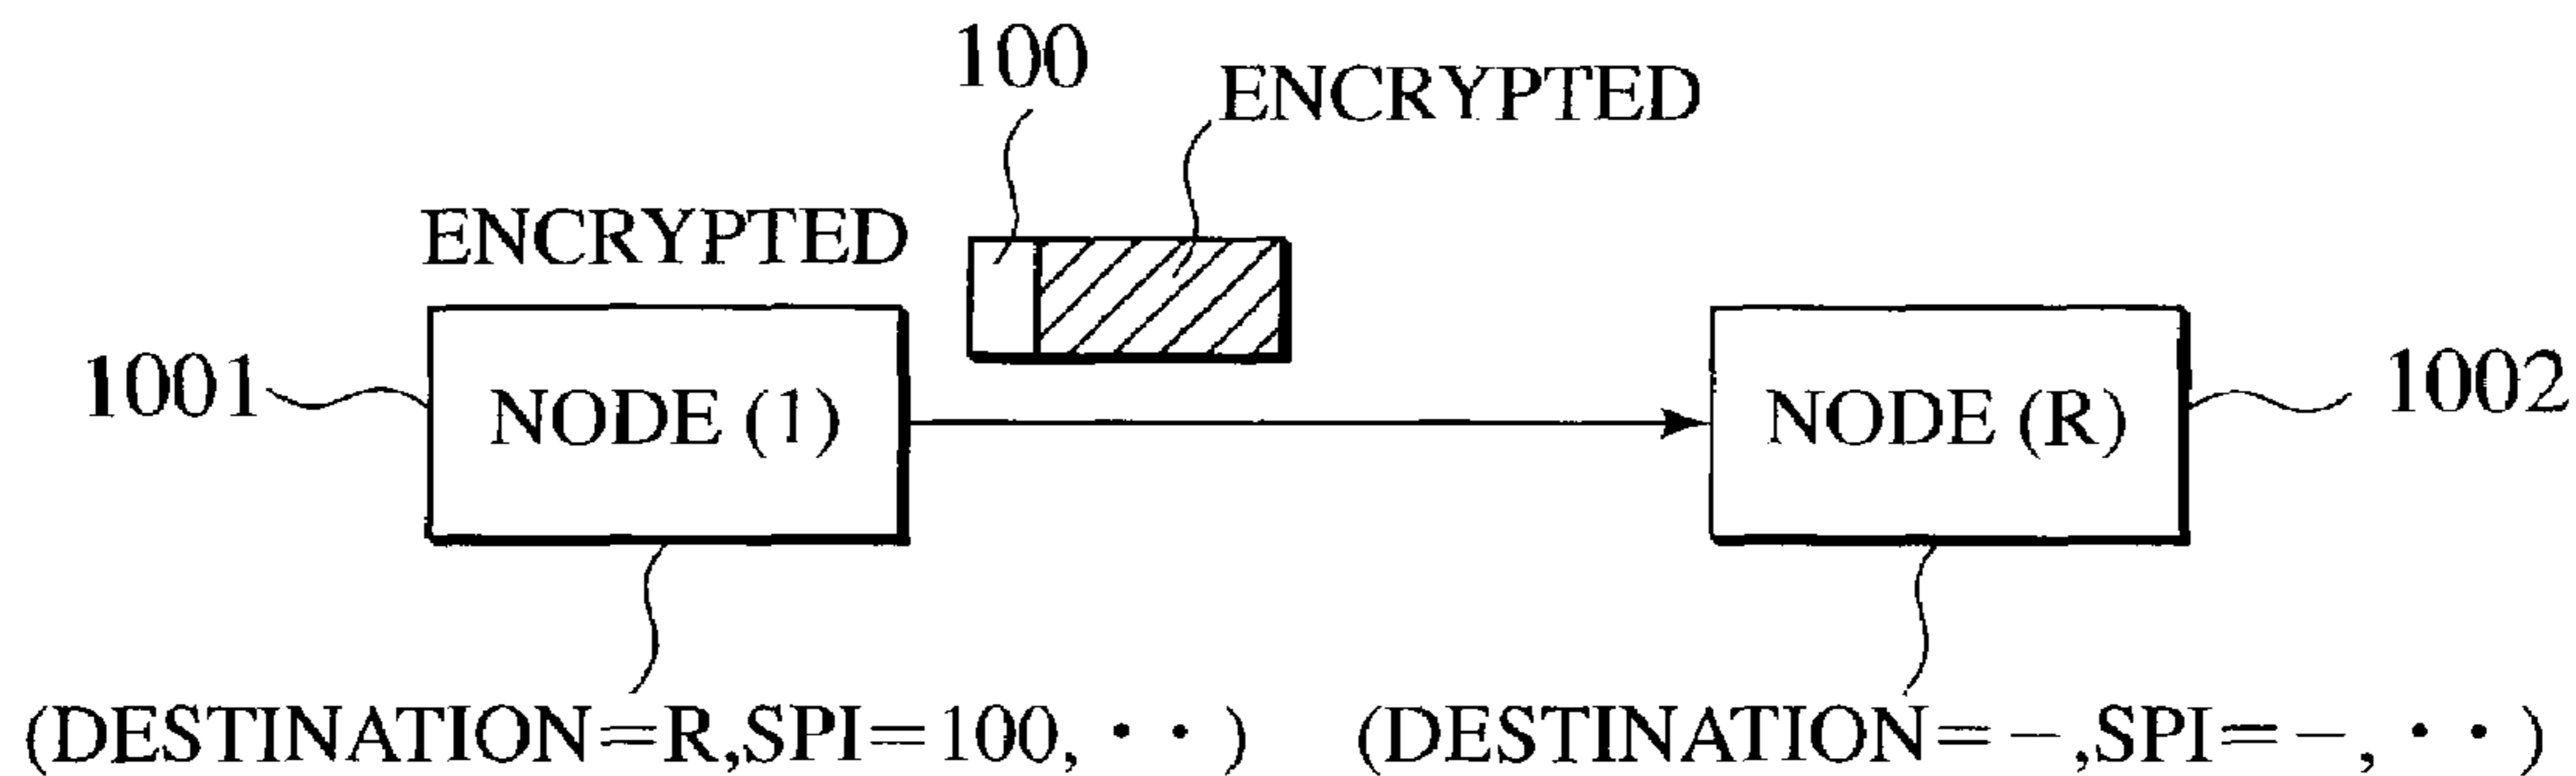 100
ENCRYPTED
ENCRYPTED
1001
NODE (1)
NODE (R)
1002
(DESTINATION=R,SPI=100, · · )
(DESTINATION=－,SPI=－, · · )